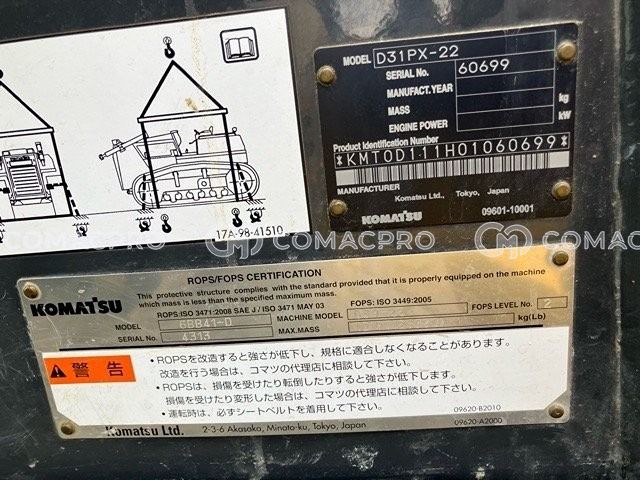 MODEL D31PX-22
SERIAL No. 60699
MANUFACT.YEAR
MASS kg
ENGINE POWER kW
Product Identification Number
*KMT0D111H01060699*
MANUFACTURER
Komatsu Ltd., Tokyo, Japan
KOMATSU 09601-10001
17A-98-41510
COMACPRO COMACPRO COMACPRO
ROPS/FOPS CERTIFICATION
KOMATSU
This protective structure complies with the standard provided that it is properly equipped on the machine
which mass is less than the specified maximum mass.
ROPS:ISO 3471:2008 SAE J / ISO 3471 MAY 03 FOPS: ISO 3449:2005 FOPS LEVEL No. 2
MODEL MACHINE MODEL
SERIAL No. MAX.MASS kg(Lb)
警告
・ROPSを改造すると強さが低下し、規格に適合しなくなることがあります。
改造を行う場合は、コマツの代理店に相談して下さい。
・ROPSは、損傷を受けたり転倒したりすると強さが低下します。
損傷を受けたり変形した場合は、コマツの代理店に相談して下さい。
・運転時は、必ずシートベルトを着用して下さい。
09620-B2010
Komatsu Ltd. 2-3-6 Akasaka, Minato-ku, Tokyo, Japan 09620-A2000